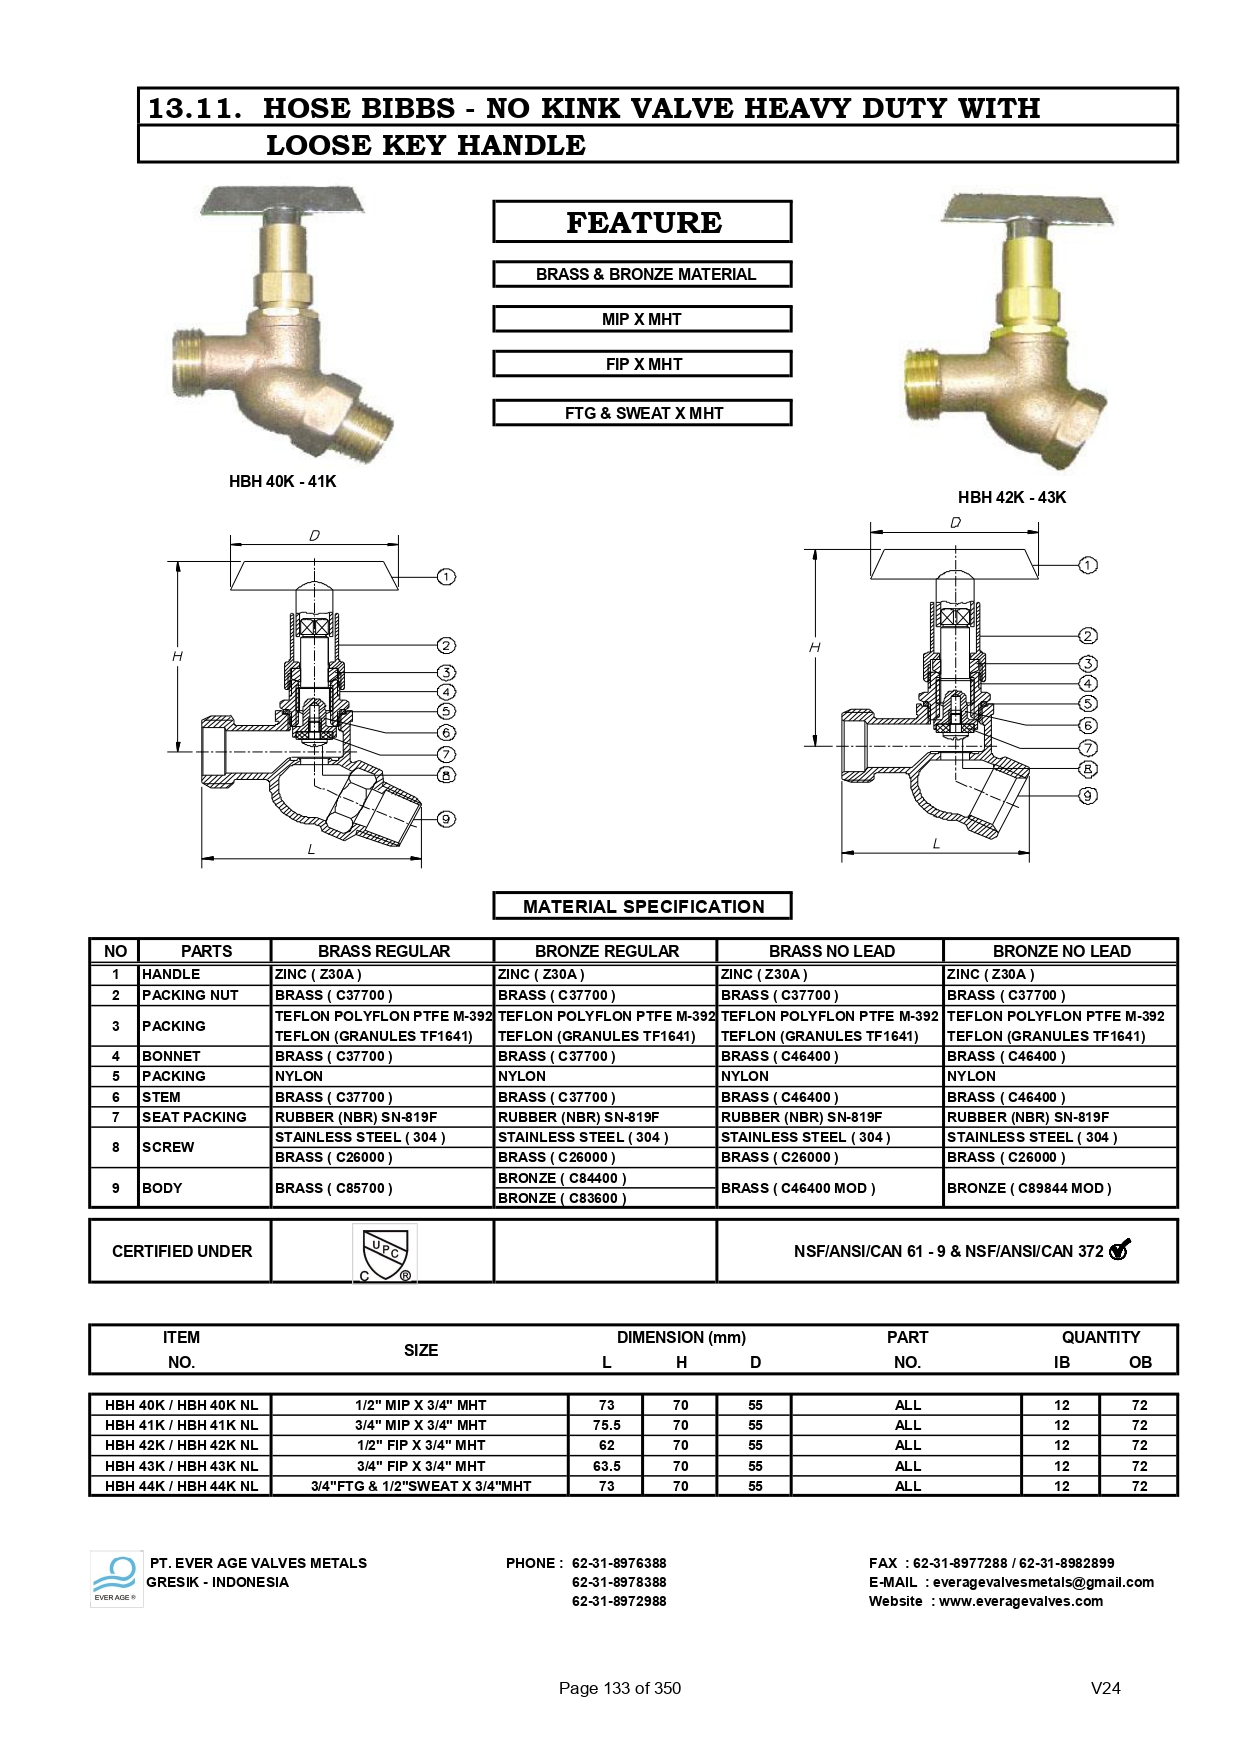 13.11. HOSE BIBBS - NO KINK VALVE HEAVY DUTY WITH
LOOSE KEY HANDLE
FEATURE
BRASS & BRONZE MATERIAL
MIP X MHT
FIP X MHT
FTG & SWEAT X MHT
HBH 40K - 41K
HBH 42K - 43K
D
H
L
1
2
3
4
5
6
7
8
9
D
H
L
1
2
3
4
5
6
7
8
9
MATERIAL SPECIFICATION
NO PARTS BRASS REGULAR BRONZE REGULAR BRASS NO LEAD BRONZE NO LEAD
1 HANDLE ZINC ( Z30A ) ZINC ( Z30A ) ZINC ( Z30A ) ZINC ( Z30A )
2 PACKING NUT BRASS ( C37700 ) BRASS ( C37700 ) BRASS ( C37700 ) BRASS ( C37700 )
3 PACKING TEFLON POLYFLON PTFE M-392 TEFLON POLYFLON PTFE M-392 TEFLON POLYFLON PTFE M-392 TEFLON POLYFLON PTFE M-392
TEFLON (GRANULES TF1641) TEFLON (GRANULES TF1641) TEFLON (GRANULES TF1641) TEFLON (GRANULES TF1641)
4 BONNET BRASS ( C37700 ) BRASS ( C37700 ) BRASS ( C46400 ) BRASS ( C46400 )
5 PACKING NYLON NYLON NYLON NYLON
6 STEM BRASS ( C37700 ) BRASS ( C37700 ) BRASS ( C46400 ) BRASS ( C46400 )
7 SEAT PACKING RUBBER (NBR) SN-819F RUBBER (NBR) SN-819F RUBBER (NBR) SN-819F RUBBER (NBR) SN-819F
8 SCREW STAINLESS STEEL ( 304 ) STAINLESS STEEL ( 304 ) STAINLESS STEEL ( 304 ) STAINLESS STEEL ( 304 )
BRASS ( C26000 ) BRASS ( C26000 ) BRASS ( C26000 ) BRASS ( C26000 )
9 BODY BRASS ( C85700 ) BRONZE ( C84400 ) BRASS ( C46400 MOD ) BRONZE ( C89844 MOD )
BRONZE ( C83600 )
CERTIFIED UNDER UPC C ® NSF/ANSI/CAN 61 - 9 & NSF/ANSI/CAN 372
ITEM SIZE DIMENSION (mm) PART QUANTITY
NO. L H D NO. IB OB
HBH 40K / HBH 40K NL 1/2" MIP X 3/4" MHT 73 70 55 ALL 12 72
HBH 41K / HBH 41K NL 3/4" MIP X 3/4" MHT 75.5 70 55 ALL 12 72
HBH 42K / HBH 42K NL 1/2" FIP X 3/4" MHT 62 70 55 ALL 12 72
HBH 43K / HBH 43K NL 3/4" FIP X 3/4" MHT 63.5 70 55 ALL 12 72
HBH 44K / HBH 44K NL 3/4"FTG & 1/2"SWEAT X 3/4"MHT 73 70 55 ALL 12 72
EVER AGE ®
PT. EVER AGE VALVES METALS PHONE : 62-31-8976388 FAX : 62-31-8977288 / 62-31-8982899
GRESIK - INDONESIA 62-31-8978388 E-MAIL : everagevalvesmetals@gmail.com
62-31-8972988 Website : www.everagevalves.com
Page 133 of 350 V24